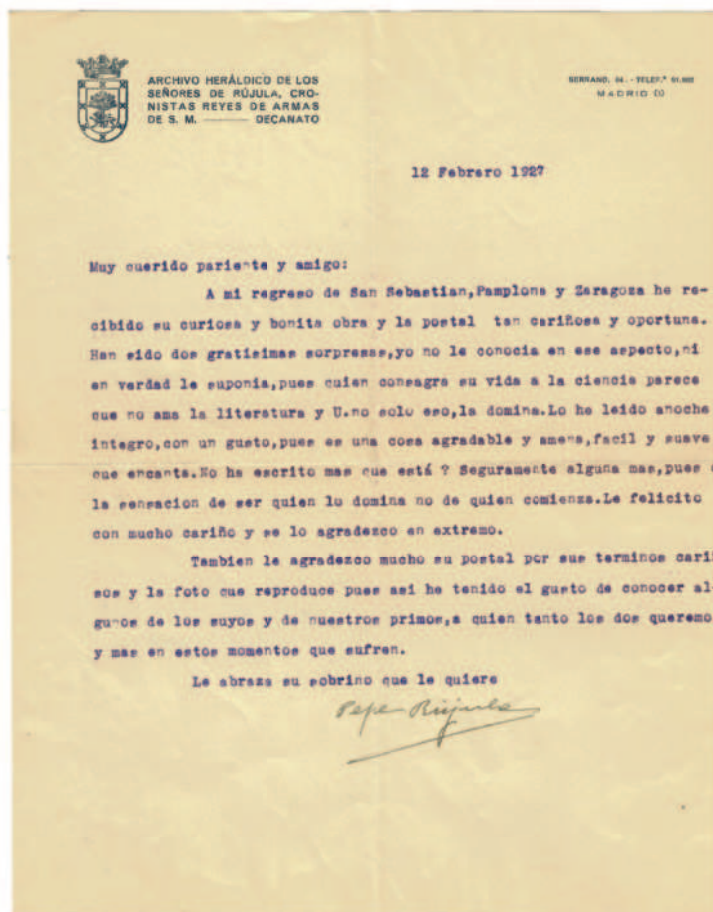 ARCHIVO HERÁLDICO DE LOS
SEÑORES DE RÚJULA, CRO-
NISTAS REYES DE ARMAS
DE S. M. ——— DECANATO
SERRANO, 54. - TELEF.º
MADRID (1)
12 Febrero 1927
Muy querido pariente y amigo:
A mi regreso de San Sebastian,Pamplona y Zaragoza he re-
cibido su curiosa y bonita obra y la postal tan cariñosa y oportuna.
Han sido dos gratisimas sorpresas,yo no le conocia en ese aspecto,ni
en verdad le suponia,pues quien consagra su vida a la ciencia parece
que no ama la literatura y U.no solo eso,la domina.Lo he leido anoche
integro,con un gusto,pues es una cosa agradable y amena,facil y suave
que encanta.No ha escrito mas que está ? Seguramente alguna mas,pues
la sensacion de ser quien lo domina no de quien comienza.Le felicito
con mucho cariño y se lo agradezco en extremo.
Tambien le agradezco mucho su postal por sus terminos cariñ
sos y la foto que reproduce pues asi he tenido el gusto de conocer al-
gunos de los suyos y de nuestros primos,a quien tanto los dos queremo
y mas en estos momentos que sufren.
Le abraza su sobrino que le quiere
Pepe Rújula